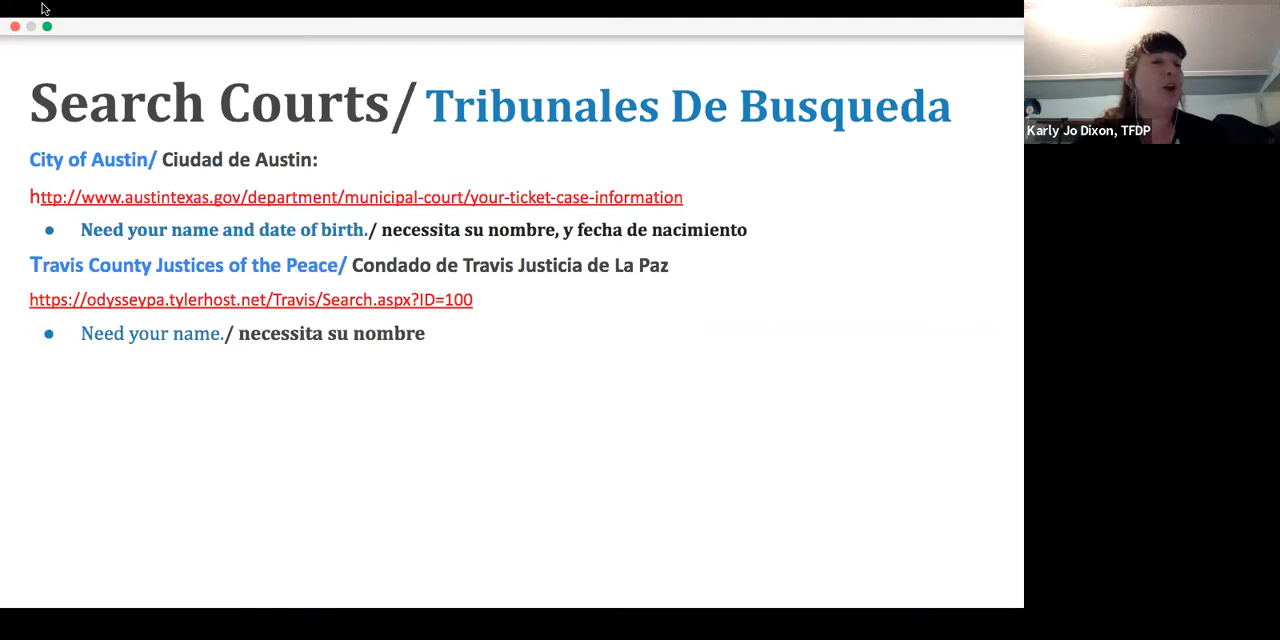 Search Courts/ Tribunales De Busqueda
City of Austin/ Ciudad de Austin:
http://www.austintexas.gov/department/municipal-court/your-ticket-case-information
● Need your name and date of birth./ necessita su nombre, y fecha de nacimiento
Travis County Justices of the Peace/ Condado de Travis Justicia de La Paz
https://odysseypa.tylerhost.net/Travis/Search.aspx?ID=100
● Need your name./ necessita su nombre
Karly Jo Dixon, TFDP